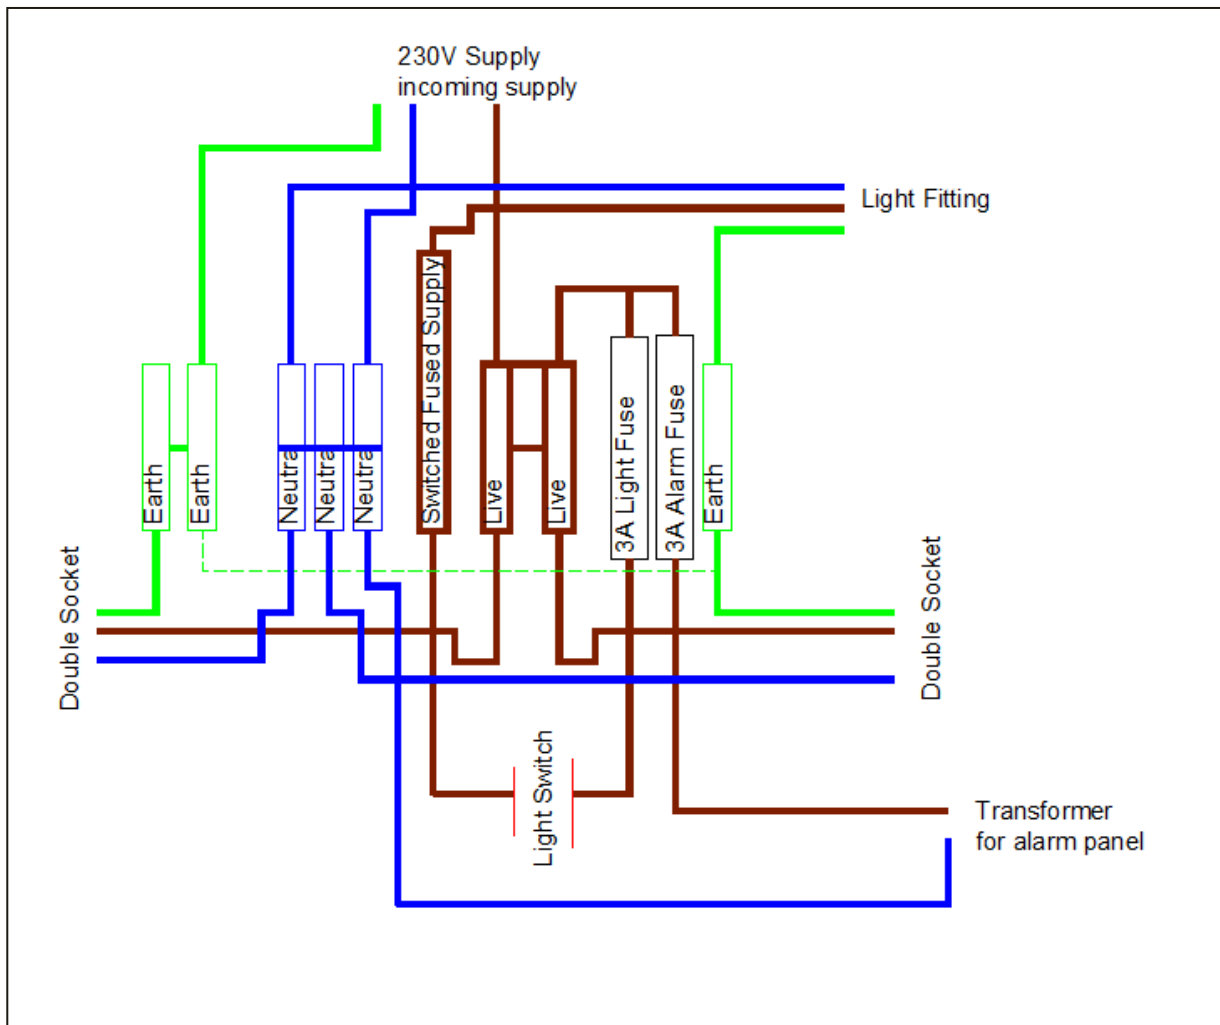 230V Supply
incoming supply
Light Fitting
Switched Fused Supply
Earth
Earth
Neutra
Neutra
Neutra
Live
Live
3A Light Fuse
3A Alarm Fuse
Earth
Double Socket
Double Socket
Light Switch
Transformer
for alarm panel